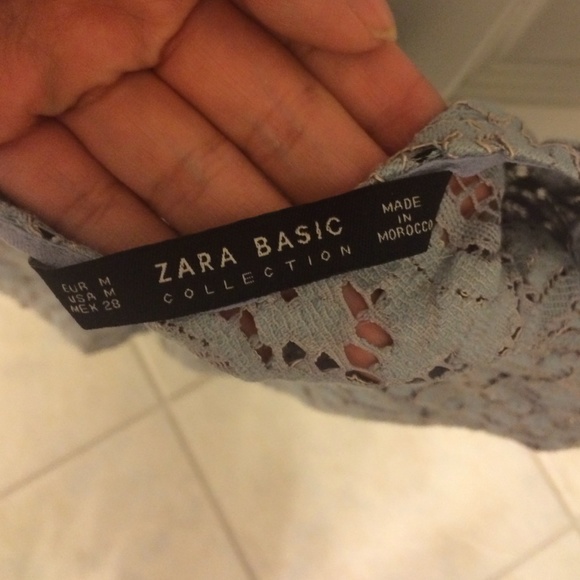 EUR M
USA M
MEX 28
ZARA BASIC
COLLECTION
MADE
IN
MOROCCO